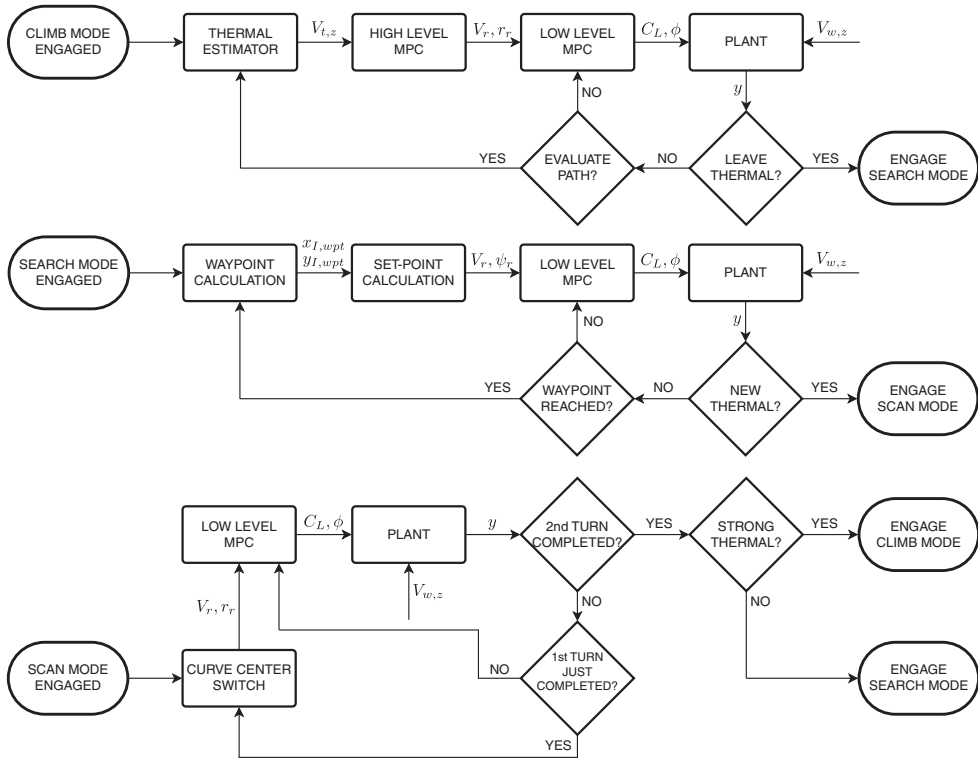 CLIMB MODE
ENGAGED
THERMAL
ESTIMATOR
$V_{t,z}$
HIGH LEVEL
MPC
$V_r, r_r$
LOW LEVEL
MPC
$C_L, \phi$
PLANT
$V_{w,z}$
y
NO
YES
EVALUATE
PATH?
NO
LEAVE
THERMAL?
YES
ENGAGE
SEARCH MODE
SEARCH MODE
ENGAGED
WAYPOINT
CALCULATION
$x_{I,wpt}$
$y_{I,wpt}$
SET-POINT
CALCULATION
$V_r, \psi_r$
LOW LEVEL
MPC
$C_L, \phi$
PLANT
$V_{w,z}$
y
NO
YES
WAYPOINT
REACHED?
NO
NEW
THERMAL?
YES
ENGAGE
SCAN MODE
LOW LEVEL
MPC
$C_L, \phi$
PLANT
y
2nd TURN
COMPLETED?
YES
STRONG
THERMAL?
YES
ENGAGE
CLIMB MODE
$V_r, r_r$
$V_{w,z}$
NO
NO
SCAN MODE
ENGAGED
CURVE CENTER
SWITCH
NO
1st TURN
JUST
COMPLETED?
ENGAGE
SEARCH MODE
YES